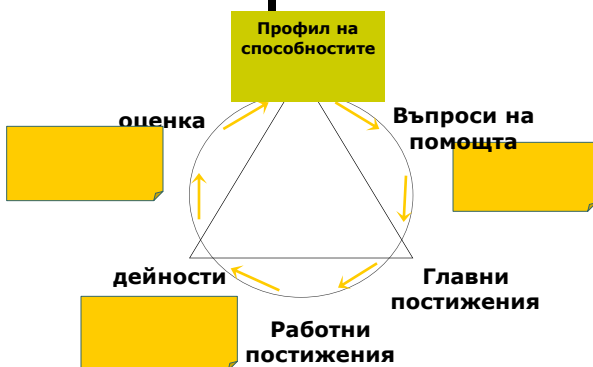 Профил на
способностите
оценка
Въпроси на
помощта
дейности
Главни
постижения
Работни
постижения